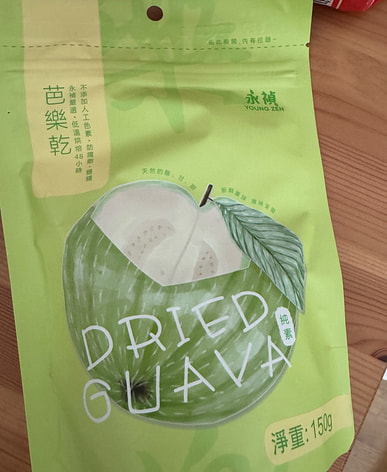 永禎
YOUNG ZEN
芭樂乾
不添加人工色素、防腐劑、糖精
永禎嚴選・低溫烘焙48小時
DRIED
GUAVA
純素
淨重:150g